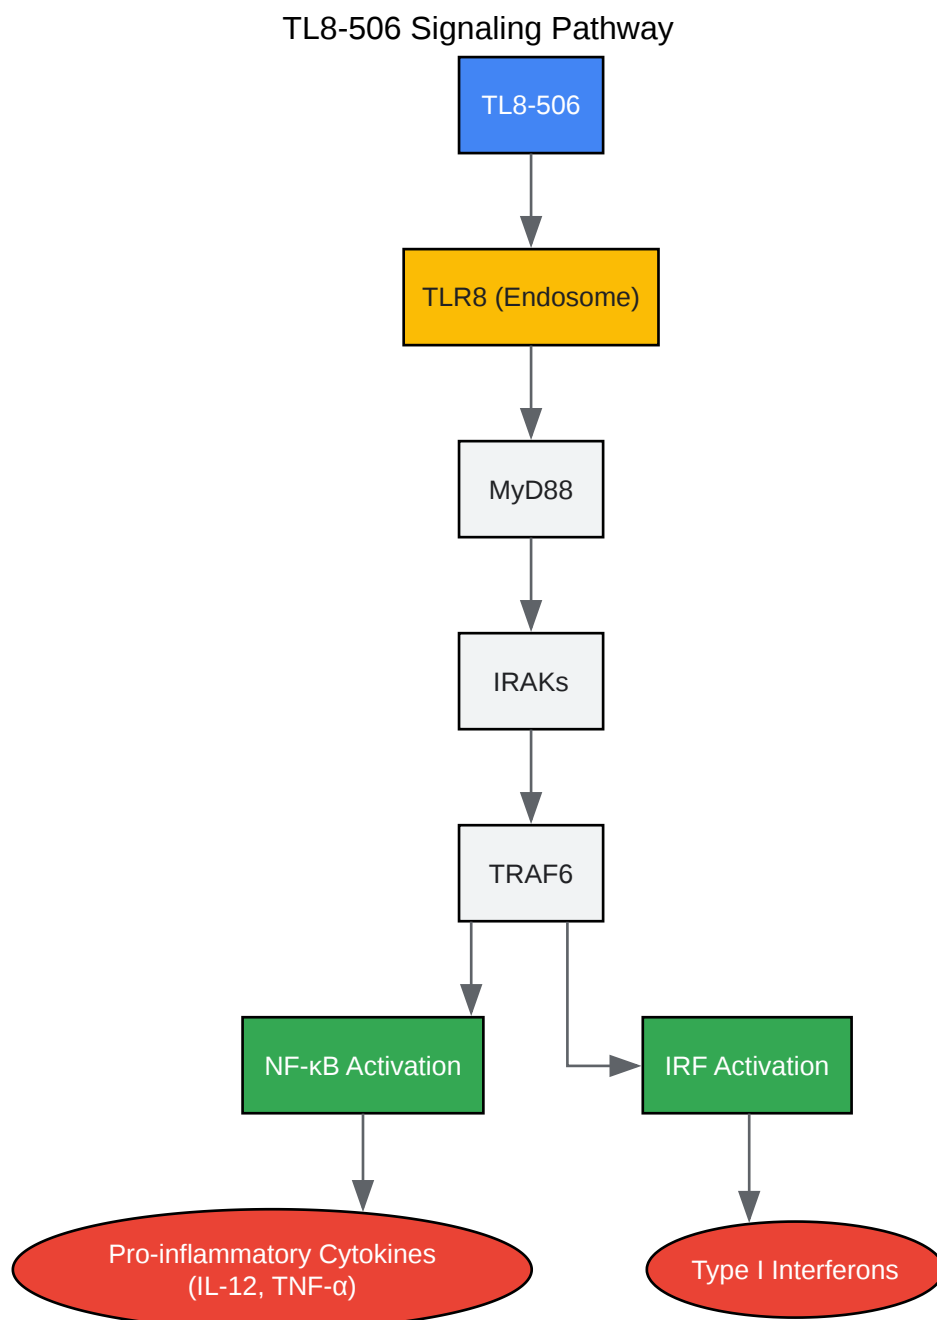 TL8-506 Signaling Pathway
TL8-506
TLR8 (Endosome)
MyD88
IRAKs
TRAF6
NF-κB Activation
IRF Activation
Pro-inflammatory Cytokines
(IL-12, TNF-α)
Type I Interferons